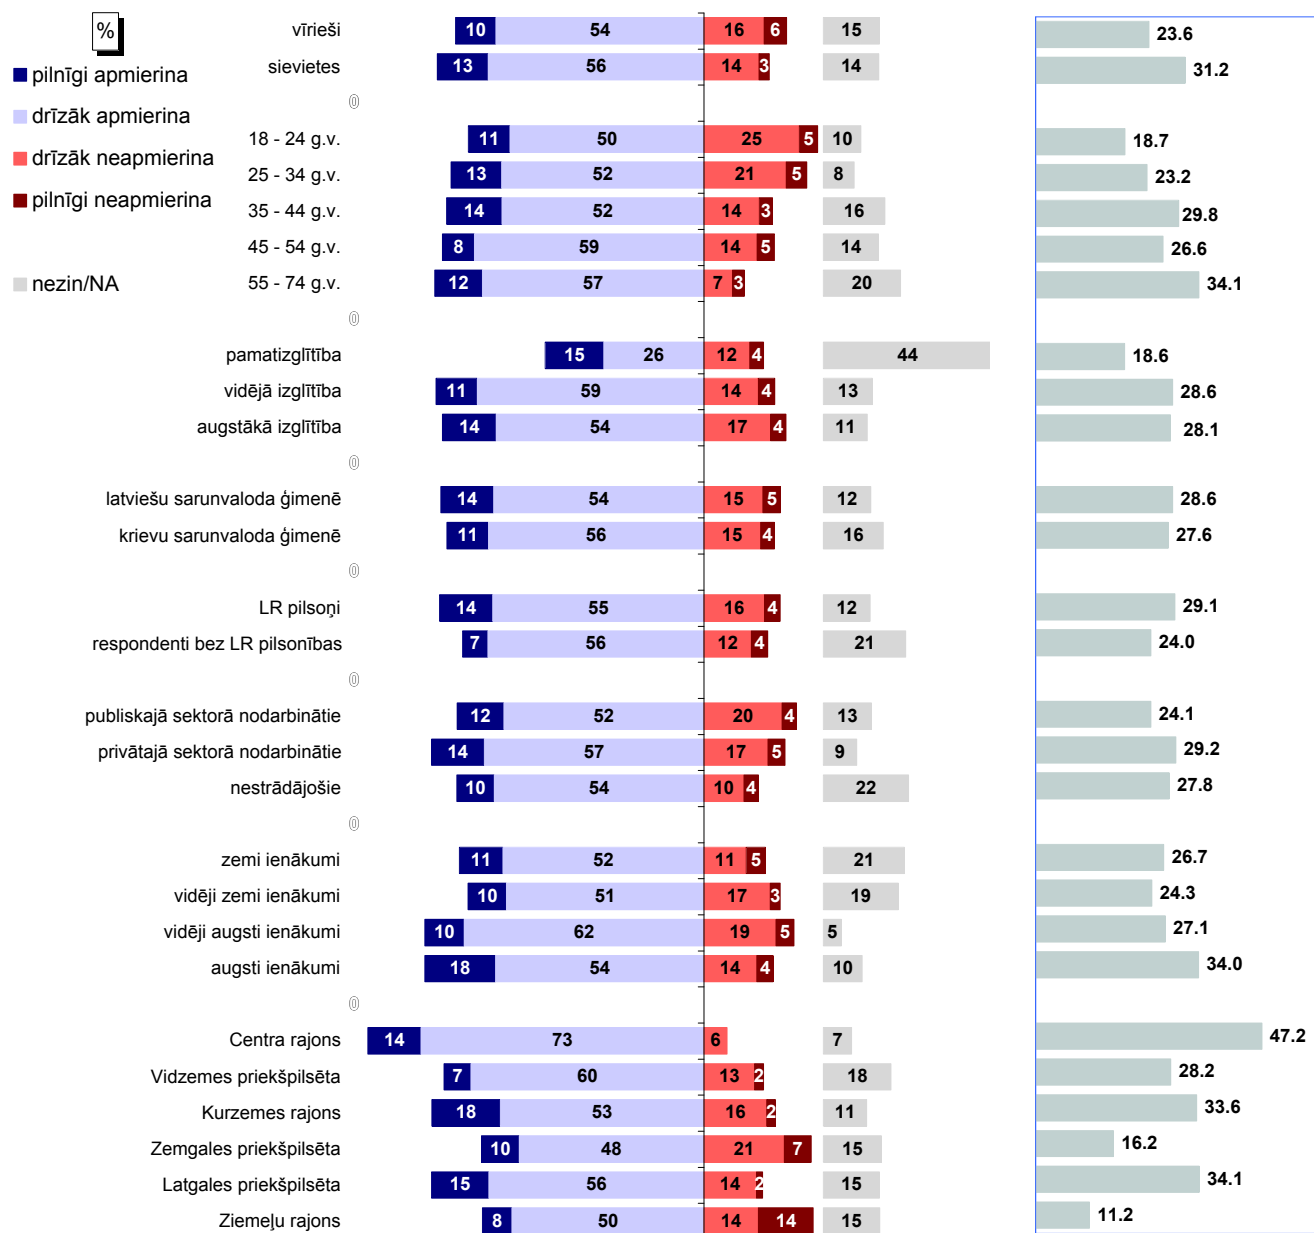 %
pilnīgi apmierina
drīzāk apmierina
drīzāk neapmierina
pilnīgi neapmierina
nezin/NA
vīrieši 10 54 16 6 15 23.6
sievietes 13 56 14 3 14 31.2
0
18 - 24 g.v. 11 50 25 5 10 18.7
25 - 34 g.v. 13 52 21 5 8 23.2
35 - 44 g.v. 14 52 14 3 16 29.8
45 - 54 g.v. 8 59 14 5 14 26.6
55 - 74 g.v. 12 57 7 3 20 34.1
0
pamatizglītība 15 26 12 4 44 18.6
vidējā izglītība 11 59 14 4 13 28.6
augstākā izglītība 14 54 17 4 11 28.1
0
latviešu sarunvaloda ģimenē 14 54 15 5 12 28.6
krievu sarunvaloda ģimenē 11 56 15 4 16 27.6
0
LR pilsoņi 14 55 16 4 12 29.1
respondenti bez LR pilsonības 7 56 12 4 21 24.0
0
publiskajā sektorā nodarbinātie 12 52 20 4 13 24.1
privātajā sektorā nodarbinātie 14 57 17 5 9 29.2
nestrādājošie 10 54 10 4 22 27.8
0
zemi ienākumi 11 52 11 5 21 26.7
vidēji zemi ienākumi 10 51 17 3 19 24.3
vidēji augsti ienākumi 10 62 19 5 5 27.1
augsti ienākumi 18 54 14 4 10 34.0
0
Centra rajons 14 73 6 7 47.2
Vidzemes priekšpilsēta 7 60 13 2 18 28.2
Kurzemes rajons 18 53 16 2 11 33.6
Zemgales priekšpilsēta 10 48 21 7 15 16.2
Latgales priekšpilsēta 15 56 14 2 15 34.1
Ziemeļu rajons 8 50 14 14 15 11.2